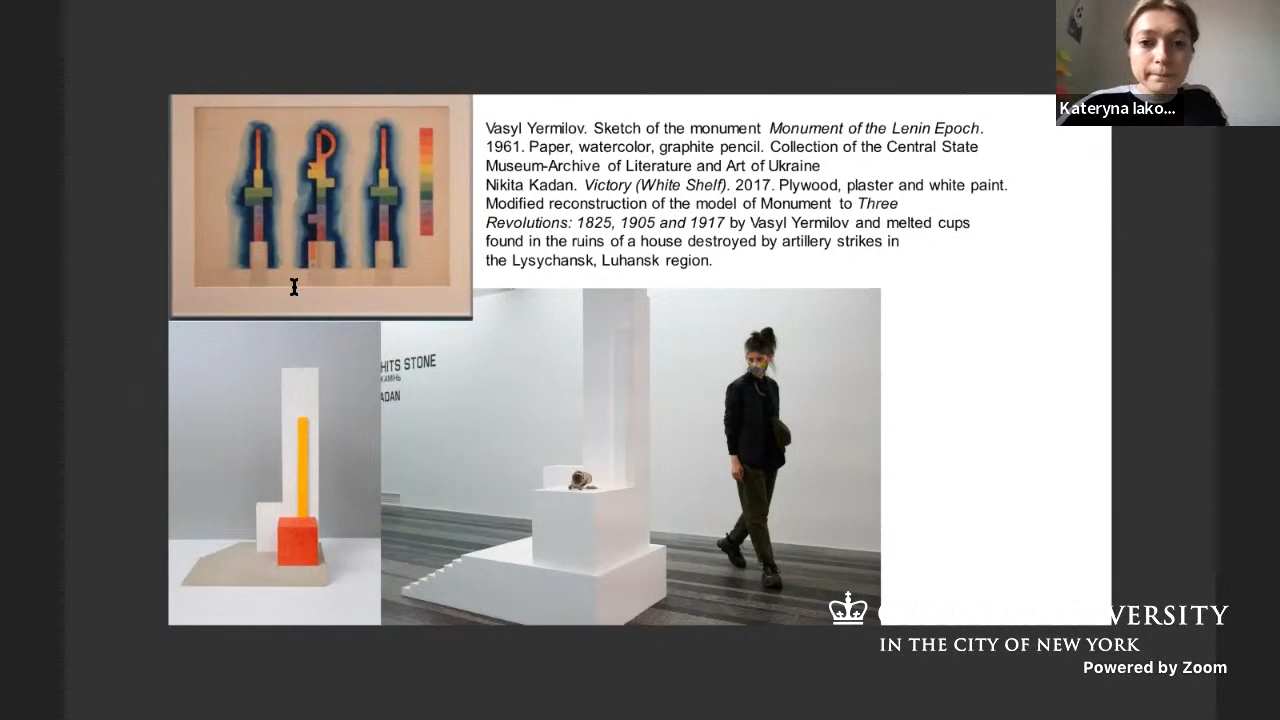 Kateryna Iako...
Vasyl Yermilov. Sketch of the monument Monument of the Lenin Epoch.
1961. Paper, watercolor, graphite pencil. Collection of the Central State
Museum-Archive of Literature and Art of Ukraine
Nikita Kadan. Victory (White Shelf). 2017. Plywood, plaster and white paint.
Modified reconstruction of the model of Monument to Three
Revolutions: 1825, 1905 and 1917 by Vasyl Yermilov and melted cups
found in the ruins of a house destroyed by artillery strikes in
the Lysychansk, Luhansk region.
HITS STONE
КАМІНЬ
ADAN
VERSITY
IN THE CITY OF NEW YORK
Powered by Zoom